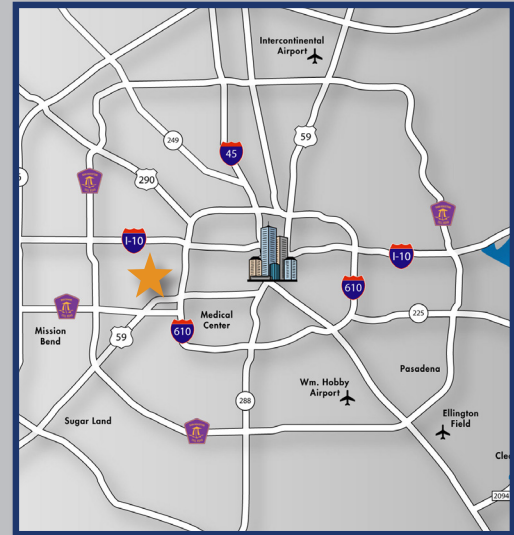 Intercontinental
Airport
59
249
45
290
I-10
I-10
610
Medical
Center
610
225
Mission
Bend
59
Pasadena
Wm. Hobby
Airport
288
Ellington
Field
Sugar Land
2094